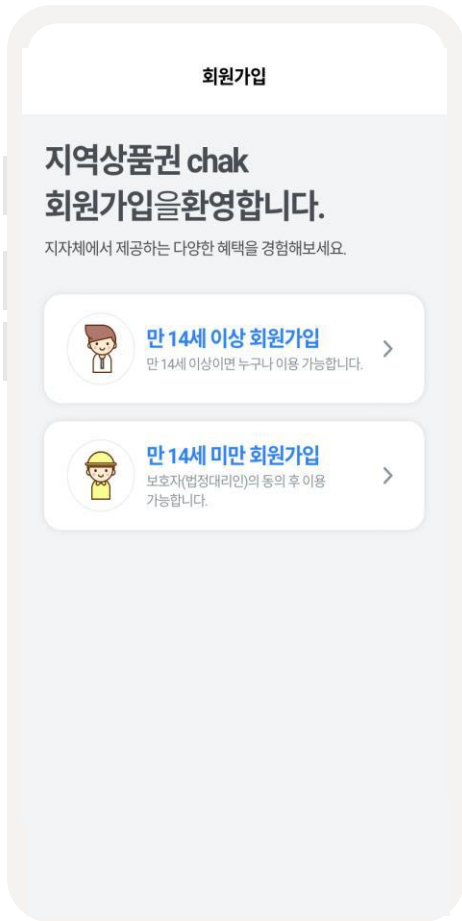 회원가입
지역상품권 chak
회원가입을환영합니다.
지자체에서 제공하는 다양한 혜택을 경험해보세요.
만 14세 이상 회원가입
만 14세 이상이면 누구나 이용 가능합니다.
만 14세 미만 회원가입
보호자(법정대리인)의 동의 후 이용
가능합니다.